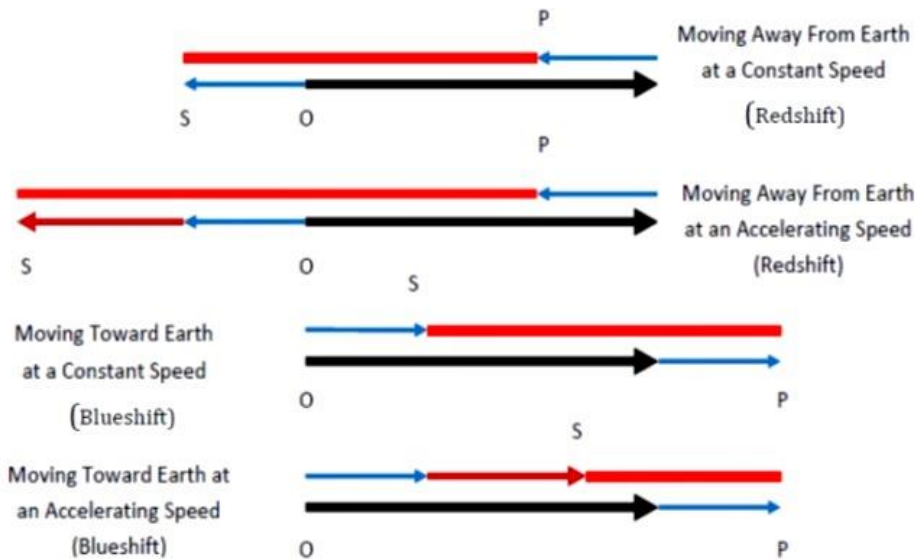 P
Moving Away From Earth
at a Constant Speed
(Redshift)
S O
P
Moving Away From Earth
at an Accelerating Speed
(Redshift)
S O
S
Moving Toward Earth
at a Constant Speed
(Blueshift)
O P
S
Moving Toward Earth at
an Accelerating Speed
(Blueshift)
O P